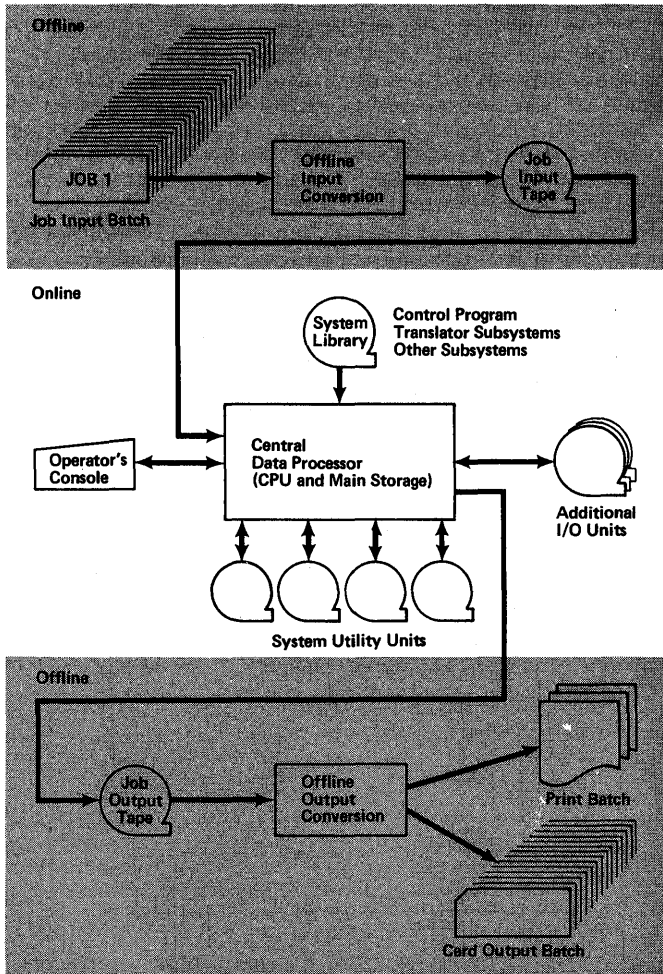 Offline
JOB 1
Job Input Batch
Offline
Input
Conversion
Job
Input
Tape
Online
System
Library
Control Program
Translator Subsystems
Other Subsystems
Operator's
Console
Central
Data Processor
(CPU and Main Storage)
Additional
I/O Units
System Utility Units
Offline
Job
Output
Tape
Offline
Output
Conversion
Print Batch
Card Output Batch